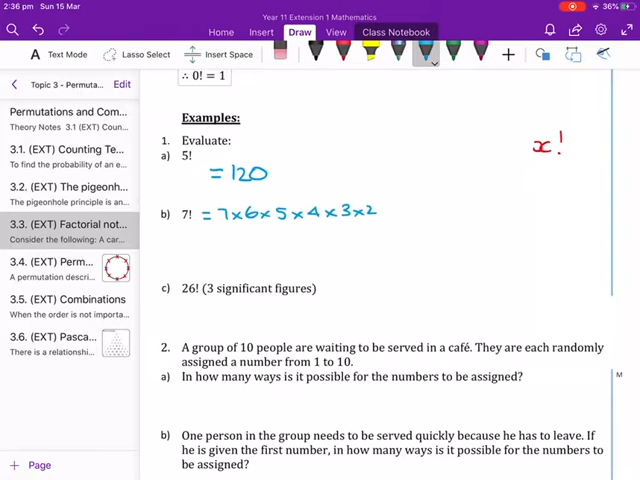 2:36 pm Sun 15 Mar
36%
Year 11 Extension 1 Mathematics
Home Insert Draw View Class Notebook
A Text Mode Lasso Select Insert Space
Topic 3 - Permuta... Edit
Permutations and Com...
Theory Notes 3.1 (EXT) Coun...
3.1. (EXT) Counting Te...
To find the probability of an e...
3.2. (EXT) The pigeonh...
The pigeonhole principle is an...
3.3. (EXT) Factorial not...
Consider the following: A car...
3.4. (EXT) Perm...
A permutation descri...
3.5. (EXT) Combinations
When the order is not importa...
3.6. (EXT) Pasca...
There is a relationshi...
+ Page
∴ 0! = 1
Examples:
1. Evaluate:
x!
a) 5!
= 120
b) 7! = 7 × 6 × 5 × 4 × 3 × 2
c) 26! (3 significant figures)
2. A group of 10 people are waiting to be served in a café. They are each randomly
assigned a number from 1 to 10.
a) In how many ways is it possible for the numbers to be assigned?
M
b) One person in the group needs to be served quickly because he has to leave. If
he is given the first number, in how many ways is it possible for the numbers to
be assigned?